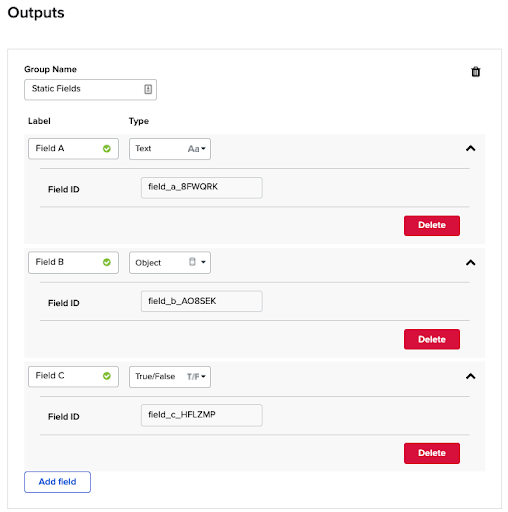 Outputs
Group Name
Static Fields
Label Type
Field A Text Aa
Field ID field_a_8FWQRK
Delete
Field B Object
Field ID field_b_AO8SEK
Delete
Field C True/False T/F
Field ID field_c_HFLZMP
Delete
Add field